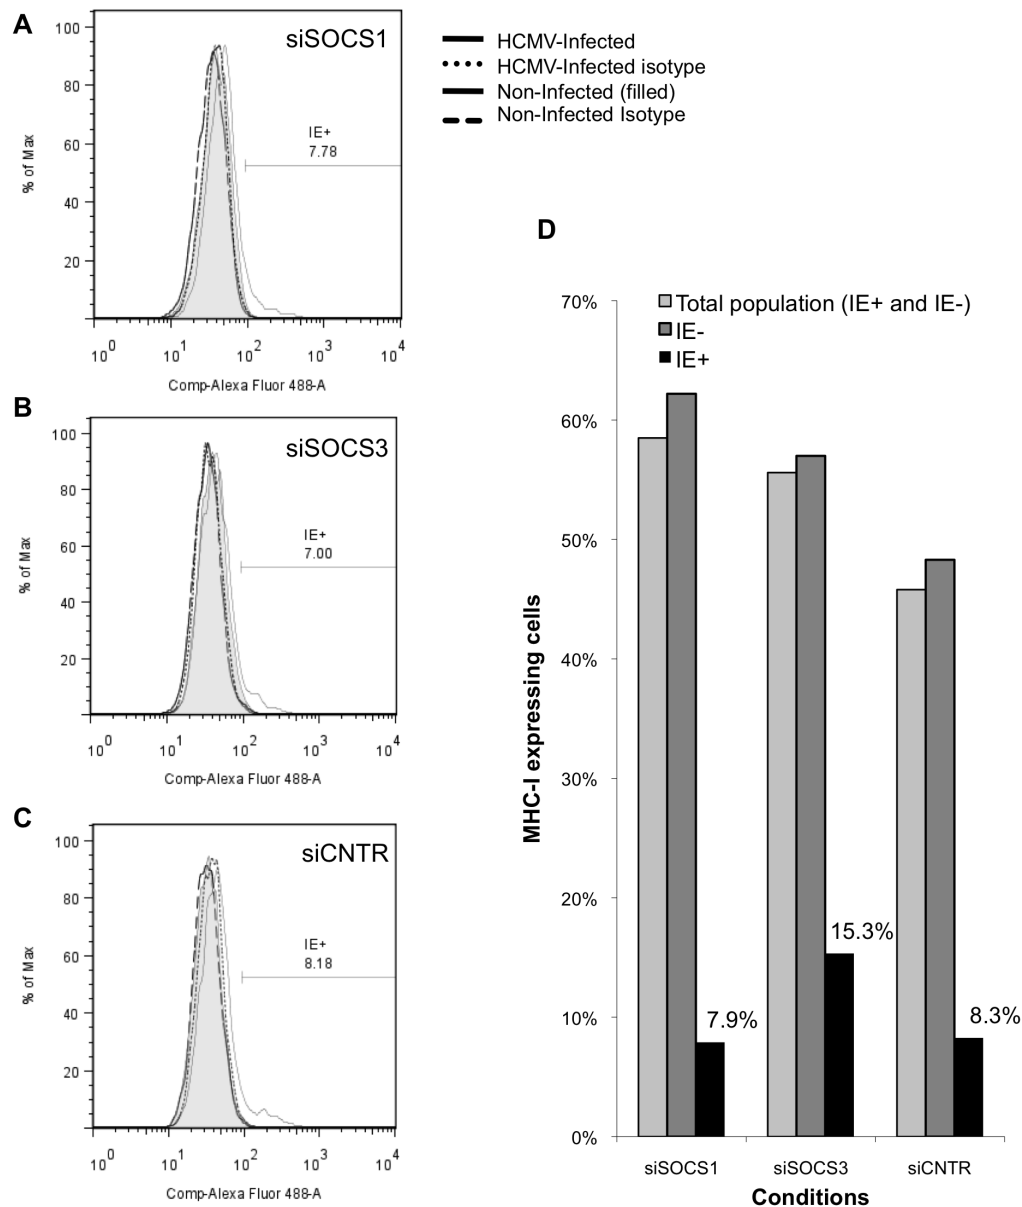 A
siSOCS1
100
80
60
40
20
% of Max
IE+
7.78
10^0 10^1 10^2 10^3 10^4
Comp-Alexa Fluor 488-A
HCMV-Infected
HCMV-Infected isotype
Non-Infected (filled)
Non-Infected Isotype
B
siSOCS3
100
80
60
40
20
% of Max
IE+
7.00
10^0 10^1 10^2 10^3 10^4
Comp-Alexa Fluor 488-A
C
siCNTR
100
80
60
40
20
% of Max
IE+
8.18
10^0 10^1 10^2 10^3 10^4
Comp-Alexa Fluor 488-A
D
Total population (IE+ and IE-)
IE-
IE+
70%
60%
50%
40%
30%
20%
10%
0%
MHC-I expressing cells
7.9%
15.3%
8.3%
siSOCS1 siSOCS3 siCNTR
Conditions